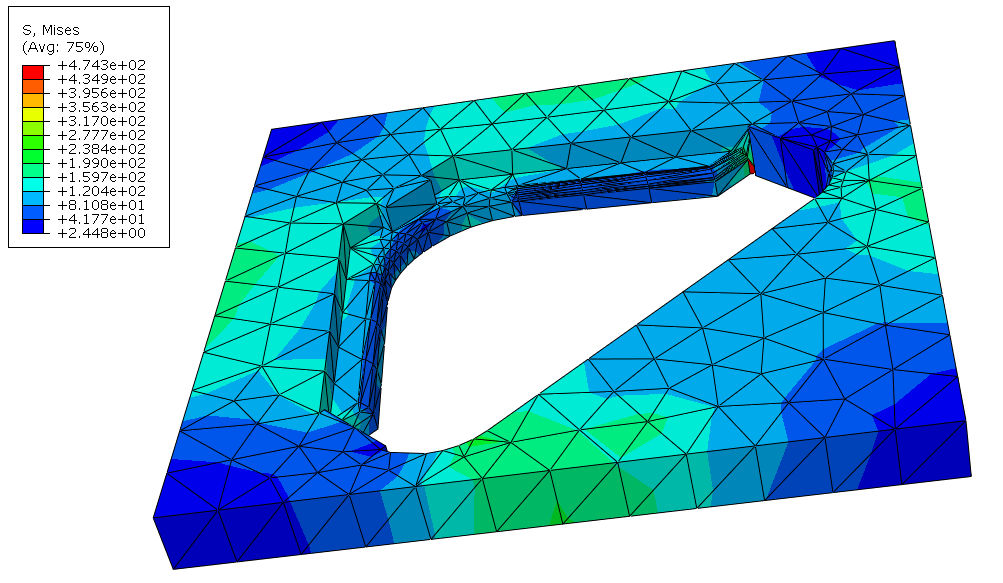 S, Mises
(Avg: 75%)
+4.743e+02
+4.349e+02
+3.956e+02
+3.563e+02
+3.170e+02
+2.777e+02
+2.384e+02
+1.990e+02
+1.597e+02
+1.204e+02
+8.108e+01
+4.177e+01
+2.448e+00